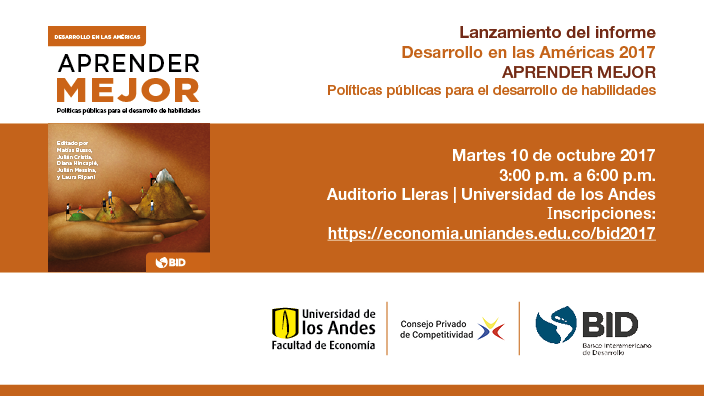 DESARROLLO EN LAS AMÉRICAS
APRENDER
MEJOR
Políticas públicas para el desarrollo de habilidades
Editado por
Matías Busso,
Julián Cristia,
Diana Hincapié,
Julián Messina,
y Laura Ripani
BID
Lanzamiento del informe
Desarrollo en las Américas 2017
APRENDER MEJOR
Políticas públicas para el desarrollo de habilidades
Martes 10 de octubre 2017
3:00 p.m. a 6:00 p.m.
Auditorio Lleras | Universidad de los Andes
Inscripciones:
https://economia.uniandes.edu.co/bid2017
Universidad de
los Andes
Facultad de Economía
Consejo Privado
de Competitividad
BID
Banco Interamericano
de Desarrollo